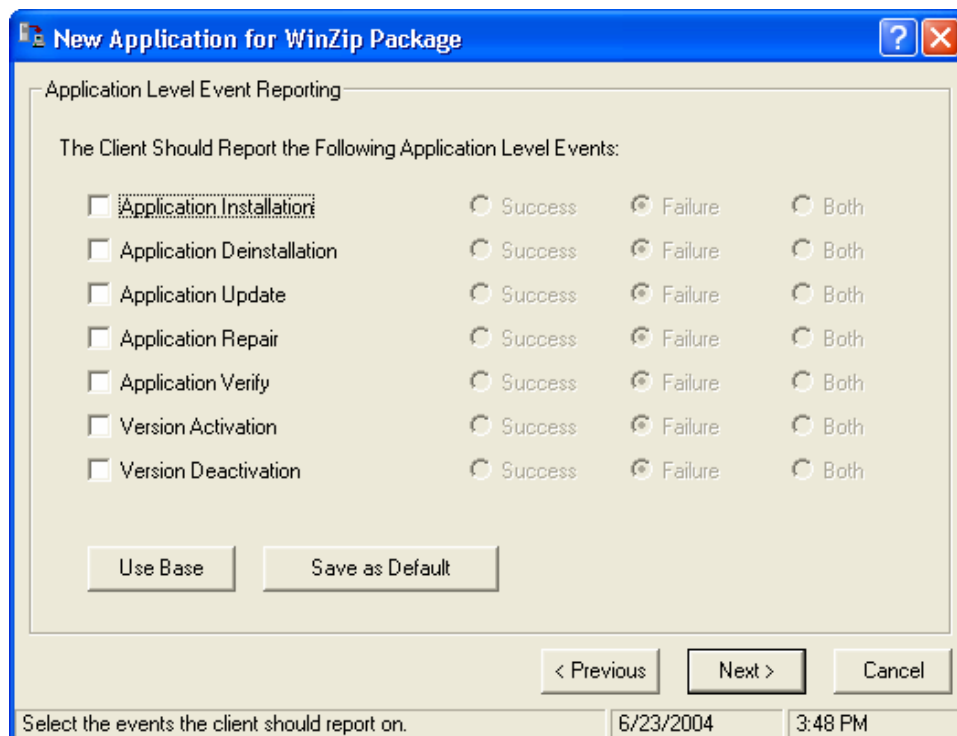 New Application for WinZip Package
Application Level Event Reporting
The Client Should Report the Following Application Level Events:
Application Installation Success Failure Both
Application Deinstallation Success Failure Both
Application Update Success Failure Both
Application Repair Success Failure Both
Application Verify Success Failure Both
Version Activation Success Failure Both
Version Deactivation Success Failure Both
Use Base Save as Default
< Previous Next > Cancel
Select the events the client should report on. 6/23/2004 3:48 PM